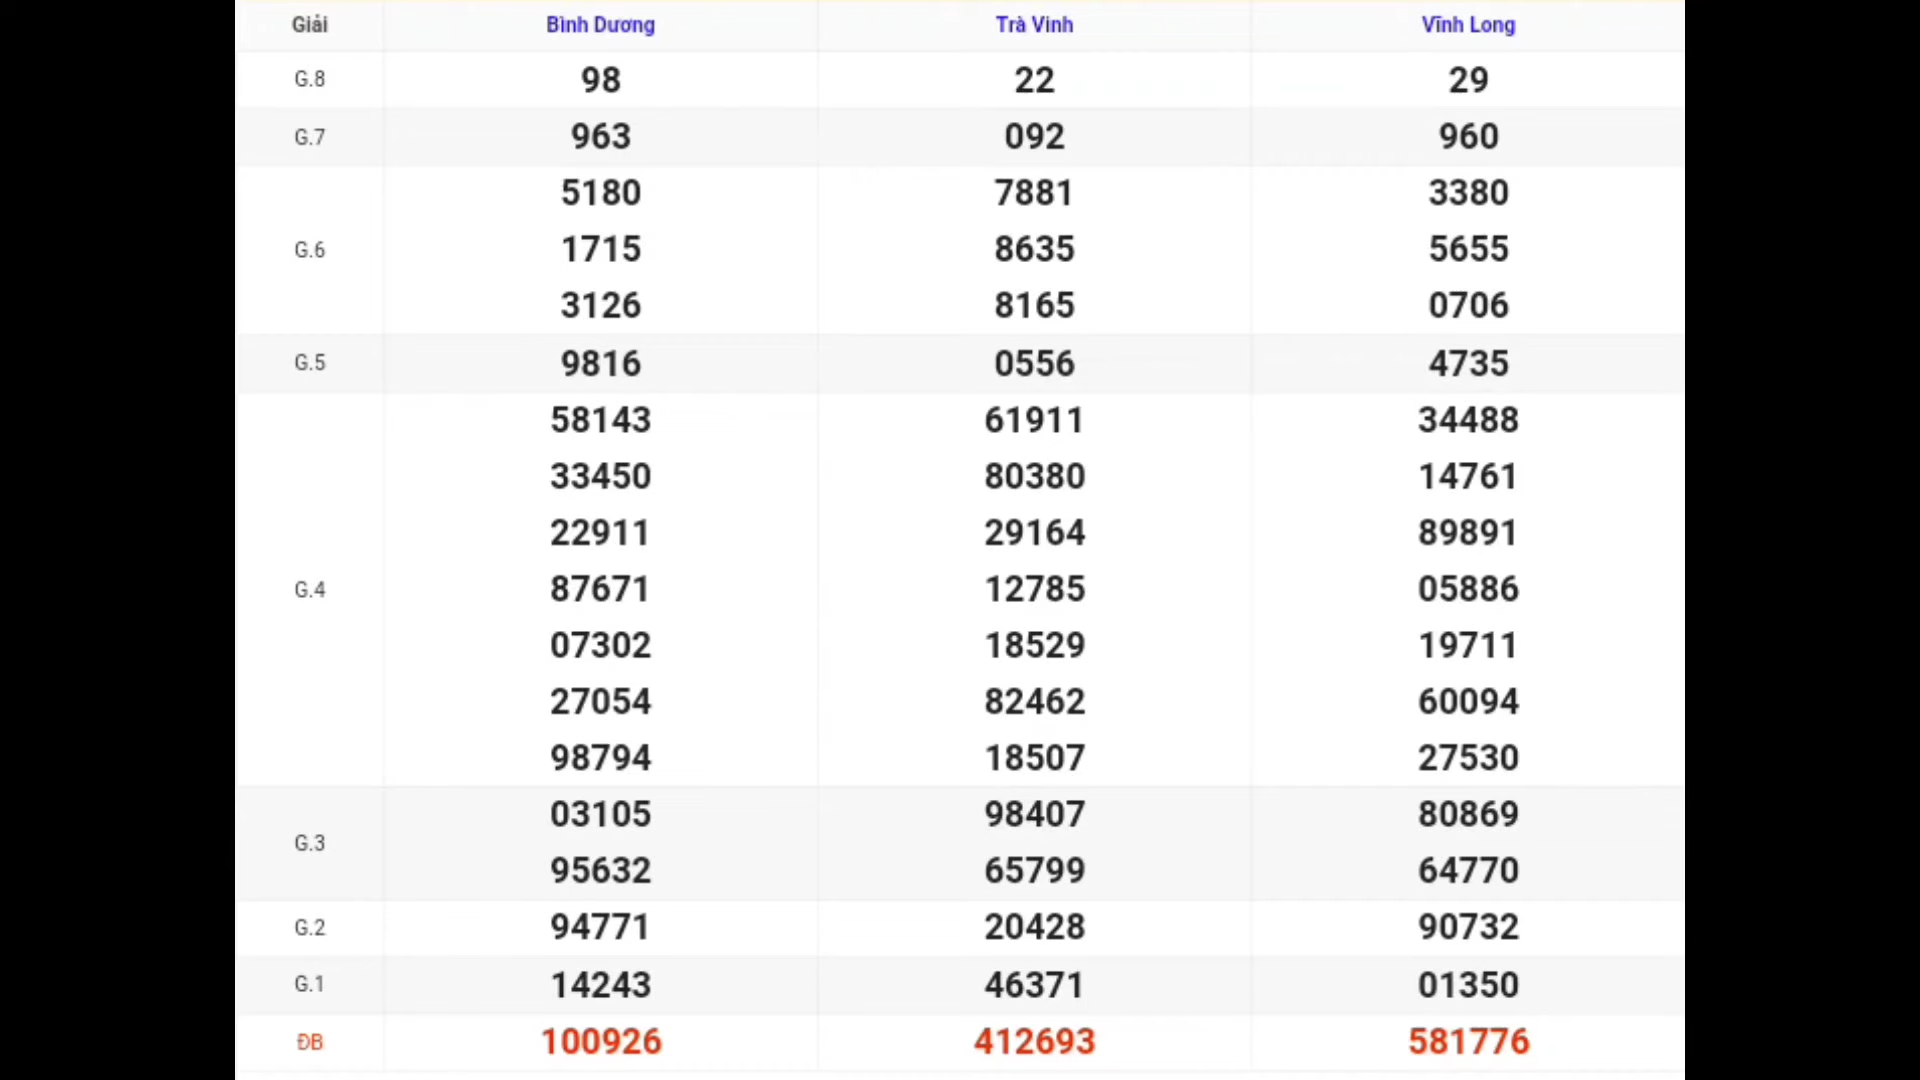 Giải Bình Dương Trà Vinh Vĩnh Long
G.8 98 22 29
G.7 963 092 960
5180 7881 3380
G.6 1715 8635 5655
3126 8165 0706
G.5 9816 0556 4735
58143 61911 34488
33450 80380 14761
22911 29164 89891
G.4 87671 12785 05886
07302 18529 19711
27054 82462 60094
98794 18507 27530
G.3 03105 98407 80869
95632 65799 64770
G.2 94771 20428 90732
G.1 14243 46371 01350
ĐB 100926 412693 581776